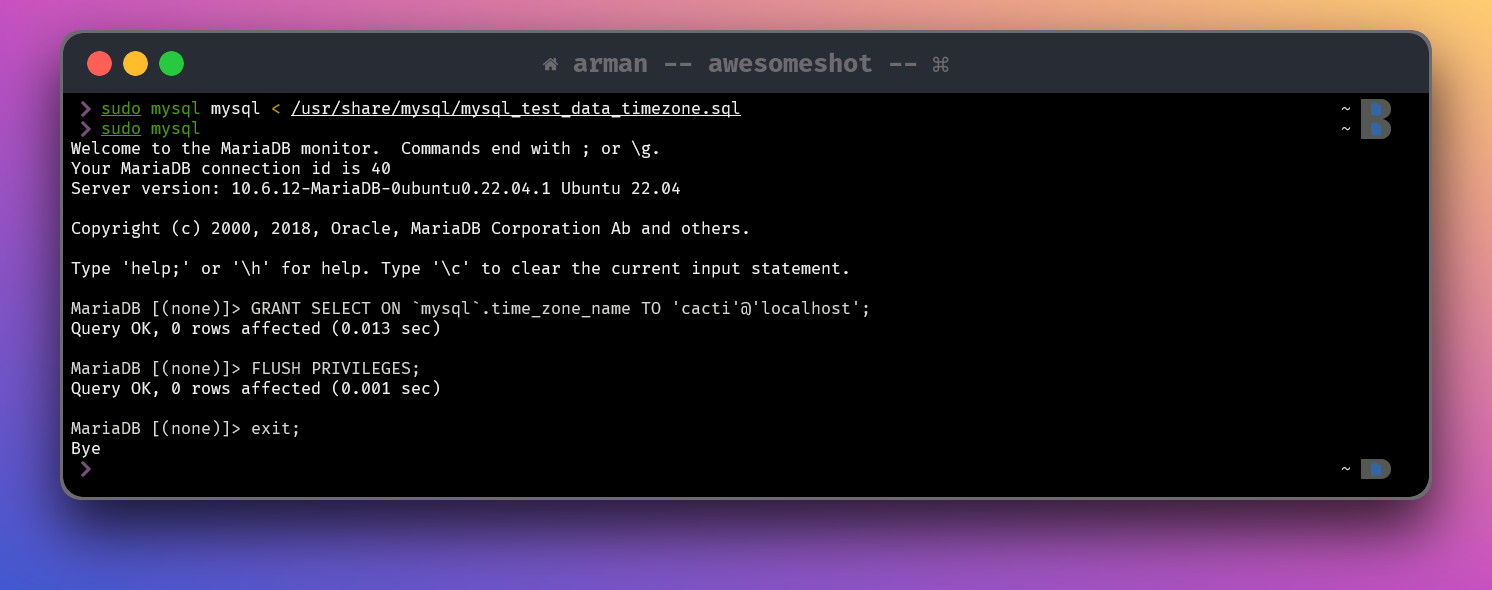 arman -- awesomeshot -- ⌘
❯ sudo mysql mysql < /usr/share/mysql/mysql_test_data_timezone.sql ~
❯ sudo mysql ~
Welcome to the MariaDB monitor.  Commands end with ; or \g.
Your MariaDB connection id is 40
Server version: 10.6.12-MariaDB-0ubuntu0.22.04.1 Ubuntu 22.04
Copyright (c) 2000, 2018, Oracle, MariaDB Corporation Ab and others.
Type 'help;' or '\h' for help. Type '\c' to clear the current input statement.
MariaDB [(none)]> GRANT SELECT ON `mysql`.time_zone_name TO 'cacti'@'localhost';
Query OK, 0 rows affected (0.013 sec)
MariaDB [(none)]> FLUSH PRIVILEGES;
Query OK, 0 rows affected (0.001 sec)
MariaDB [(none)]> exit;
Bye
❯ ~